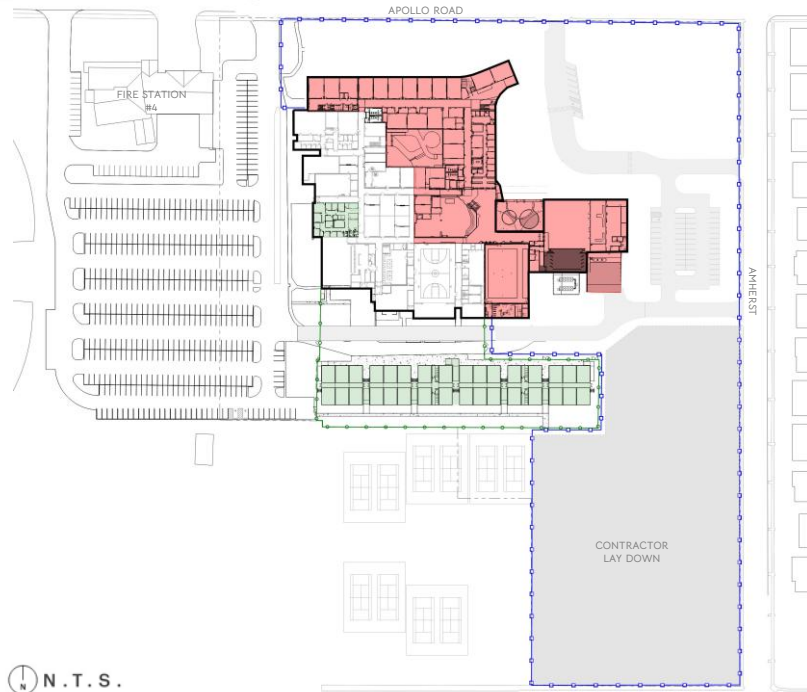 APOLLO ROAD
FIRE STATION
#4
AMHERST
CONTRACTOR
LAY DOWN
N
N.T.S.